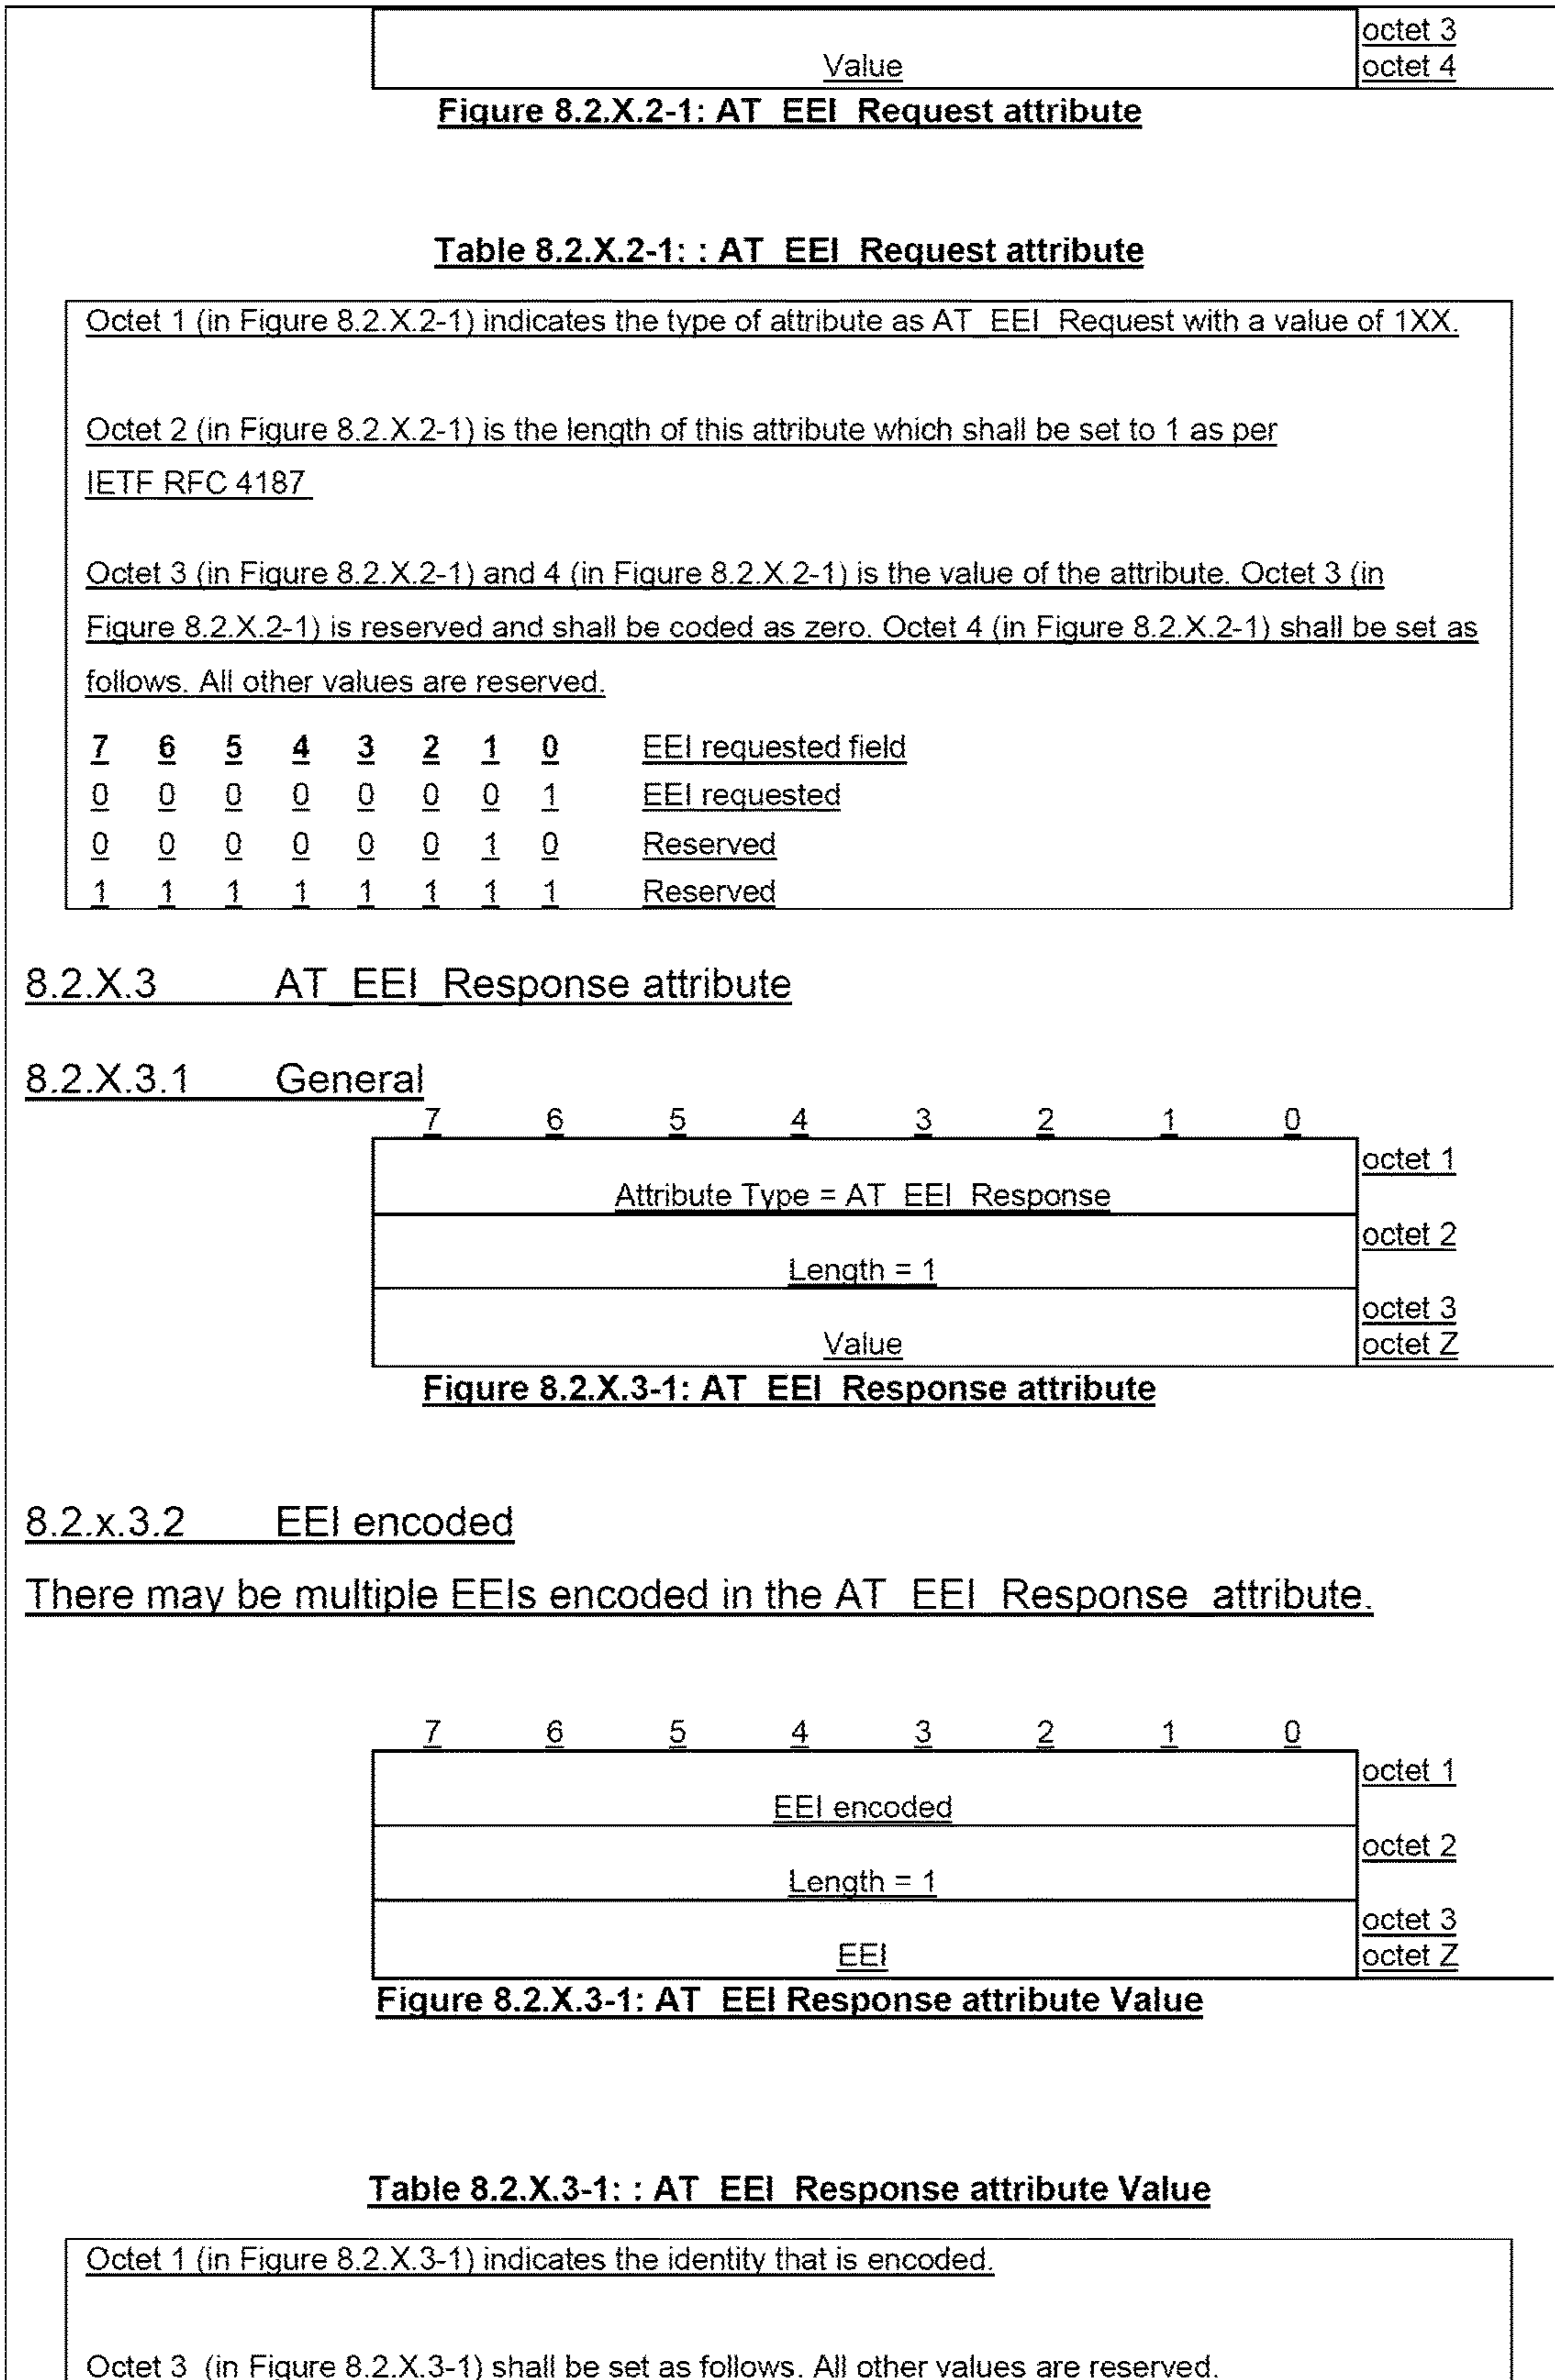 octet 3
Value octet 4
Figure 8.2.X.2-1: AT_EEI_Request attribute
Table 8.2.X.2-1: : AT_EEI_Request attribute
Octet 1 (in Figure 8.2.X.2-1) indicates the type of attribute as AT_EEI_Request with a value of 1XX.
Octet 2 (in Figure 8.2.X.2-1) is the length of this attribute which shall be set to 1 as per
IETF RFC 4187
Octet 3 (in Figure 8.2.X.2-1) and 4 (in Figure 8.2.X.2-1) is the value of the attribute. Octet 3 (in
Figure 8.2.X.2-1) is reserved and shall be coded as zero. Octet 4 (in Figure 8.2.X.2-1) shall be set as
follows. All other values are reserved.
7 6 5 4 3 2 1 0 EEI requested field
0 0 0 0 0 0 0 1 EEI requested
0 0 0 0 0 0 1 0 Reserved
1 1 1 1 1 1 1 1 Reserved
8.2.X.3 AT_EEI_Response attribute
8.2.X.3.1 General
7 6 5 4 3 2 1 0
octet 1
Attribute Type = AT_EEI_Response
octet 2
Length = 1
octet 3
Value octet Z
Figure 8.2.X.3-1: AT_EEI_Response attribute
8.2.x.3.2 EEI encoded
There may be multiple EEIs encoded in the AT_EEI_Response_attribute.
7 6 5 4 3 2 1 0
octet 1
EEI encoded
octet 2
Length = 1
octet 3
EEI octet Z
Figure 8.2.X.3-1: AT_EEI Response attribute Value
Table 8.2.X.3-1: : AT_EEI_Response attribute Value
Octet 1 (in Figure 8.2.X.3-1) indicates the identity that is encoded.
Octet 3 (in Figure 8.2.X.3-1) shall be set as follows. All other values are reserved.